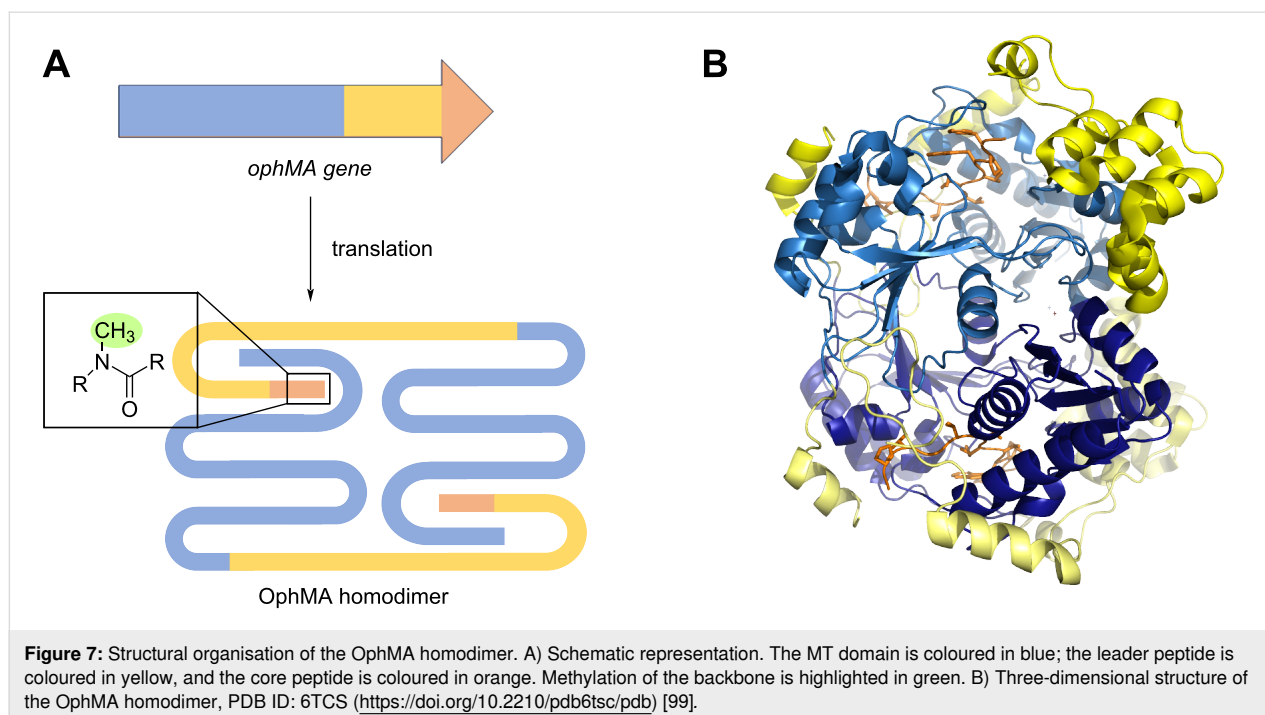 A
B
ophMA gene
translation
CH3
N
R
R
O
OphMA homodimer
Figure 7: Structural organisation of the OphMA homodimer. A) Schematic representation. The MT domain is coloured in blue; the leader peptide is
coloured in yellow, and the core peptide is coloured in orange. Methylation of the backbone is highlighted in green. B) Three-dimensional structure of
the OphMA homodimer, PDB ID: 6TCS (https://doi.org/10.2210/pdb6tsc/pdb) [99].